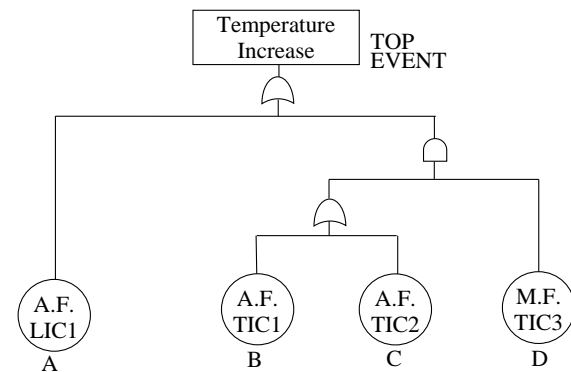 Temperature
Increase
TOP
EVENT
A.F.
LIC1
A.F.
TIC1
A.F.
TIC2
M.F.
TIC3
A
B
C
D